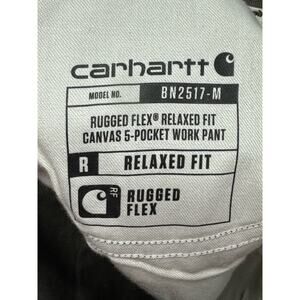 carhartt
MODEL NO. BN2517-M
RUGGED FLEX® RELAXED FIT
CANVAS 5-POCKET WORK PANT
R RELAXED FIT
RF RUGGED
FLEX